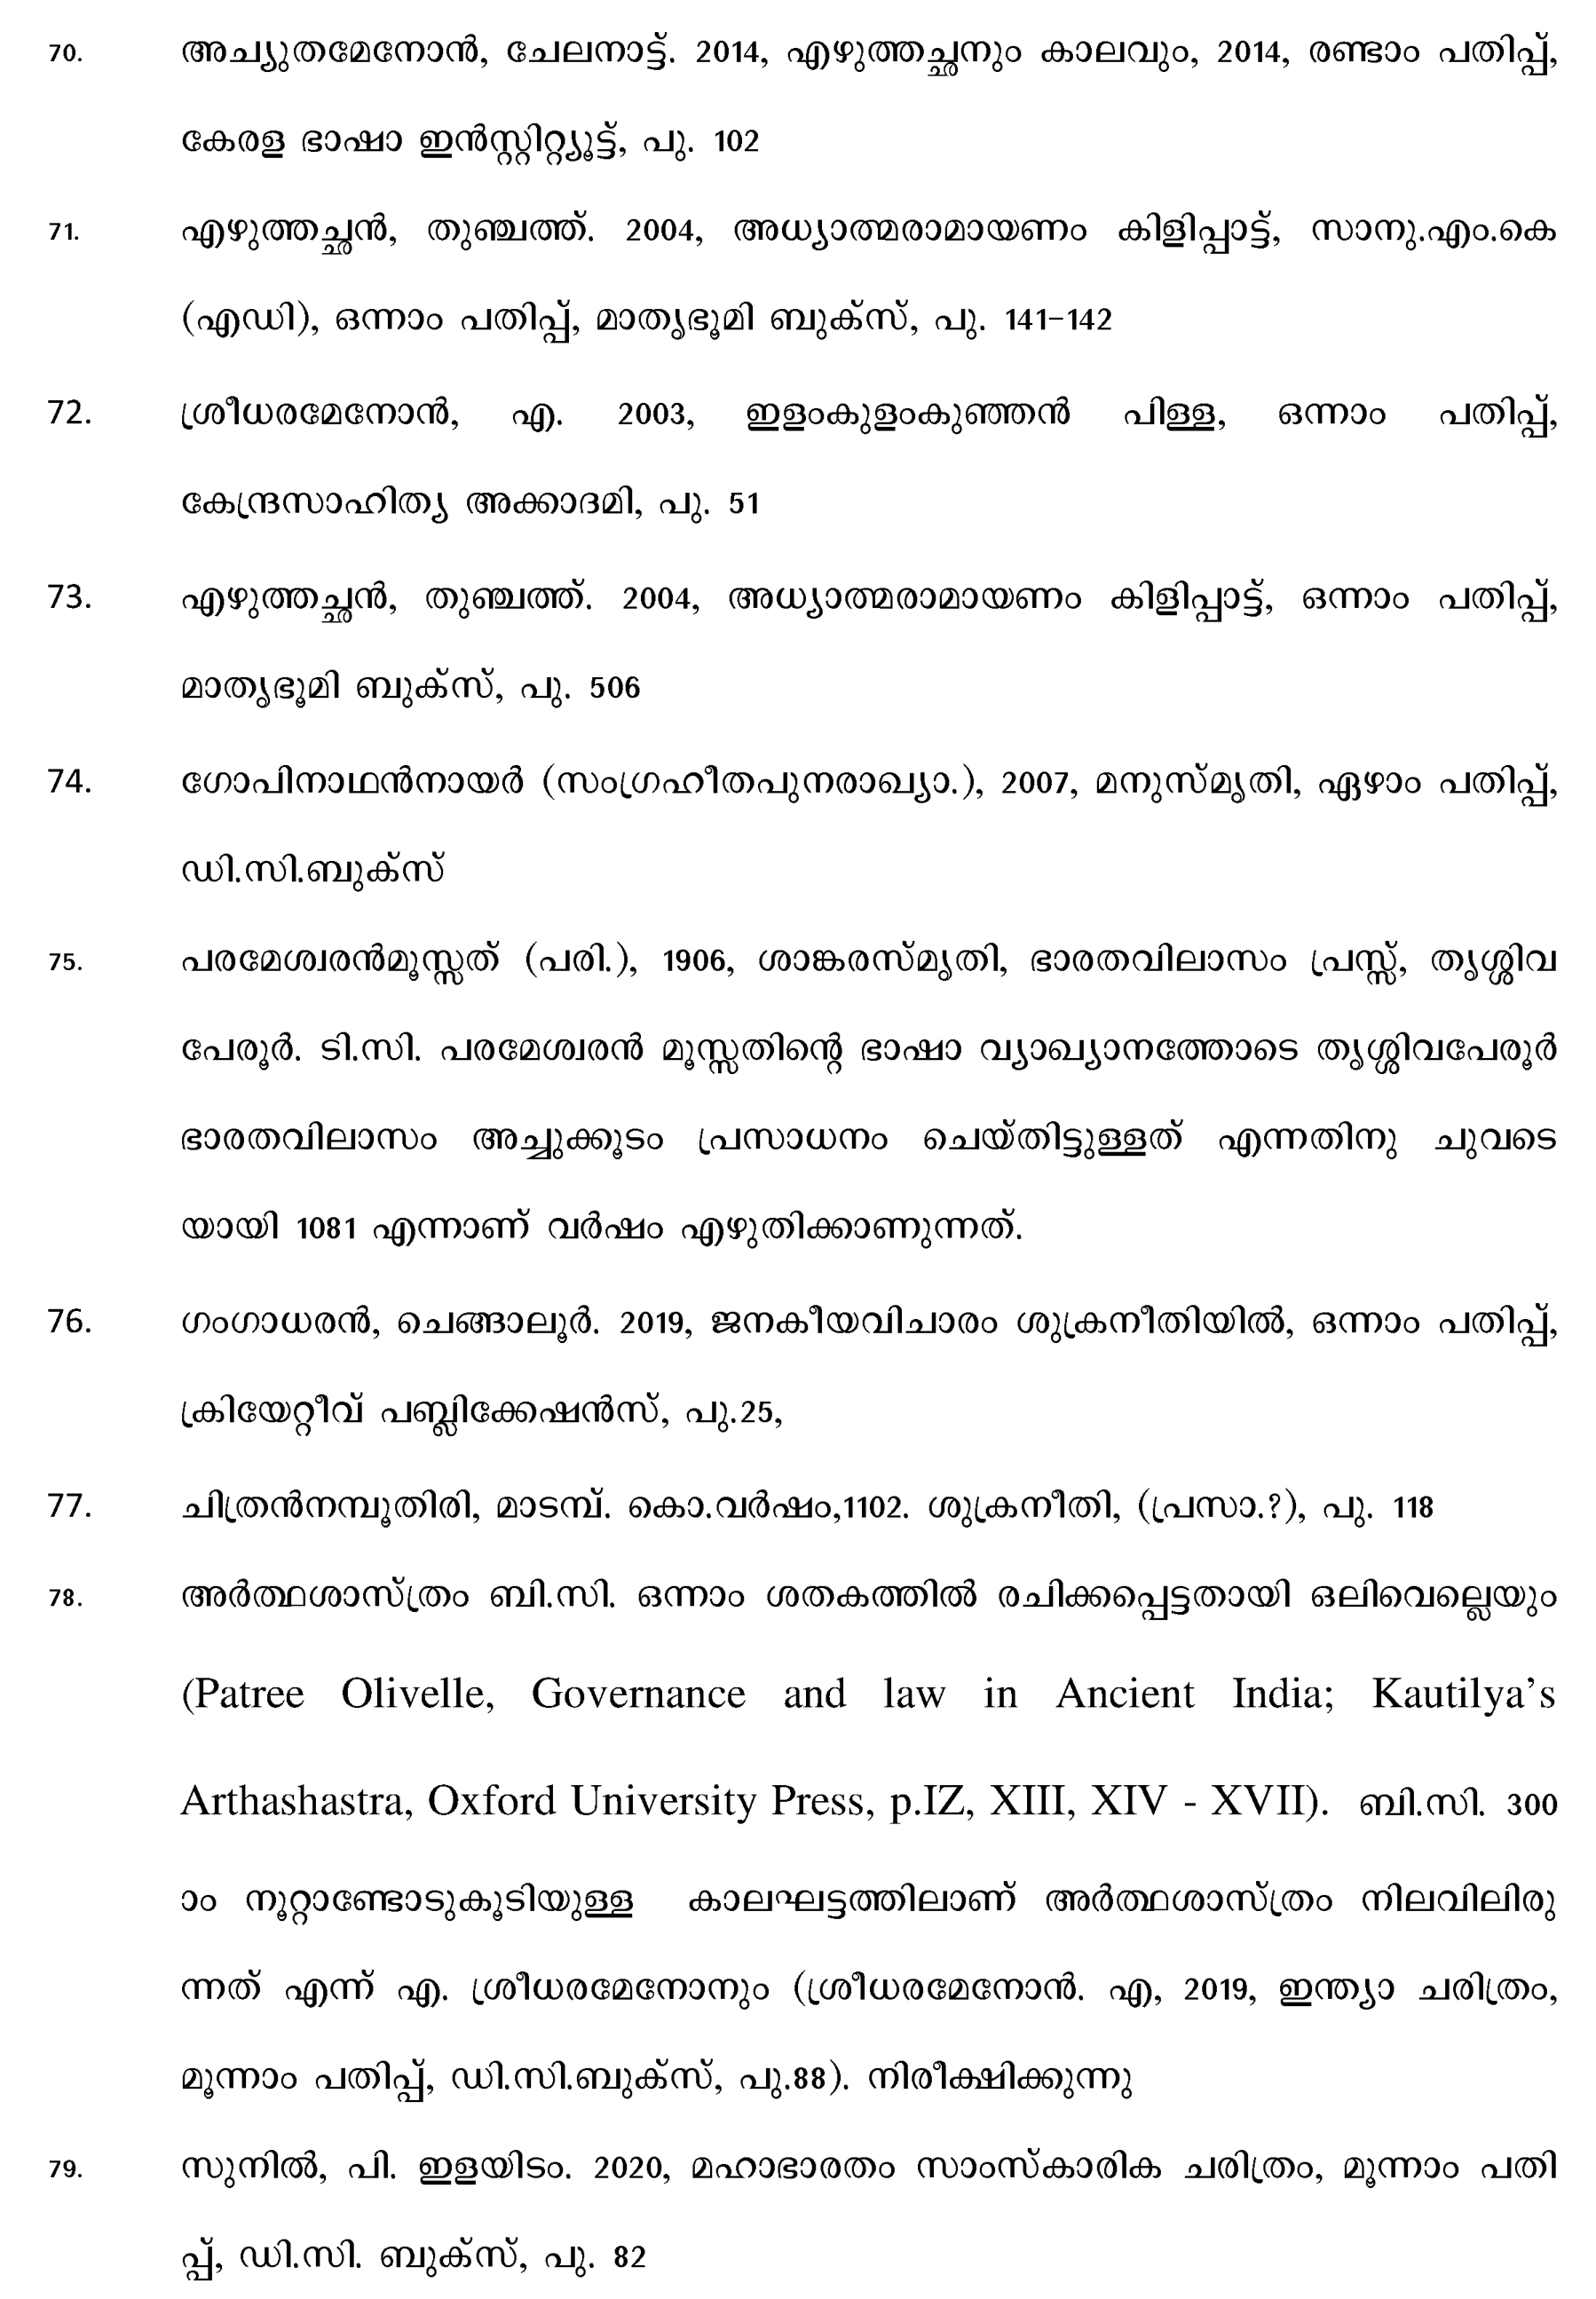 70. അച്യുതമേനോൻ, ചേലനാട്ട്. 2014, എഴുത്തച്ഛനും കാലവും, 2014, രണ്ടാം പതിപ്പ്,
കേരള ഭാഷാ ഇൻസ്റ്റിറ്റ്യൂട്ട്, പു. 102
71. എഴുത്തച്ഛൻ, തുഞ്ചത്ത്. 2004, അധ്യാത്മരാമായണം കിളിപ്പാട്ട്, സാനു.എം.കെ
(എഡി), ഒന്നാം പതിപ്പ്, മാതൃഭൂമി ബുക്സ്, പു. 141-142
72. ശ്രീധരമേനോൻ, എ. 2003, ഇളംകുളംകുഞ്ഞൻ പിള്ള, ഒന്നാം പതിപ്പ്,
കേന്ദ്രസാഹിത്യ അക്കാദമി, പു. 51
73. എഴുത്തച്ഛൻ, തുഞ്ചത്ത്. 2004, അധ്യാത്മരാമായണം കിളിപ്പാട്ട്, ഒന്നാം പതിപ്പ്,
മാതൃഭൂമി ബുക്സ്, പു. 506
74. ഗോപിനാഥൻനായർ (സംഗ്രഹീതപുനരാഖ്യാ.), 2007, മനുസ്മൃതി, ഏഴാം പതിപ്പ്,
ഡി.സി.ബുക്സ്
75. പരമേശ്വരൻമൂസ്സത് (പരി.), 1906, ശാങ്കരസ്മൃതി, ഭാരതവിലാസം പ്രസ്സ്, തൃശ്ശിവ
പേരൂർ. ടി.സി. പരമേശ്വരൻ മൂസ്സതിന്റെ ഭാഷാ വ്യാഖ്യാനത്തോടെ തൃശ്ശിവപേരൂർ
ഭാരതവിലാസം അച്ചുക്കൂടം പ്രസാധനം ചെയ്തിട്ടുള്ളത് എന്നതിനു ചുവടെ
യായി 1081 എന്നാണ് വർഷം എഴുതിക്കാണുന്നത്.
76. ഗംഗാധരൻ, ചെങ്ങാലൂർ. 2019, ജനകീയവിചാരം ശുക്രനീതിയിൽ, ഒന്നാം പതിപ്പ്,
ക്രിയേറ്റീവ് പബ്ലിക്കേഷൻസ്, പു.25,
77. ചിത്രൻനമ്പൂതിരി, മാടമ്പ്. കൊ.വർഷം,1102. ശുക്രനീതി, (പ്രസാ.?), പു. 118
78. അർത്ഥശാസ്ത്രം ബി.സി. ഒന്നാം ശതകത്തിൽ രചിക്കപ്പെട്ടതായി ഒലിവെല്ലെയും
(Patree Olivelle, Governance and law in Ancient India; Kautilya's
Arthashastra, Oxford University Press, p.IZ, XIII, XIV - XVII). ബി.സി. 300
ാം നൂറ്റാണ്ടോടുകൂടിയുള്ള കാലഘട്ടത്തിലാണ് അർത്ഥശാസ്ത്രം നിലവിലിരു
ന്നത് എന്ന് എ. ശ്രീധരമേനോനും (ശ്രീധരമേനോൻ. എ, 2019, ഇന്ത്യാ ചരിത്രം,
മൂന്നാം പതിപ്പ്, ഡി.സി.ബുക്സ്, പു.88). നിരീക്ഷിക്കുന്നു
79. സുനിൽ, പി. ഇളയിടം. 2020, മഹാഭാരതം സാംസ്കാരിക ചരിത്രം, മൂന്നാം പതി
പ്പ്, ഡി.സി. ബുക്സ്, പു. 82